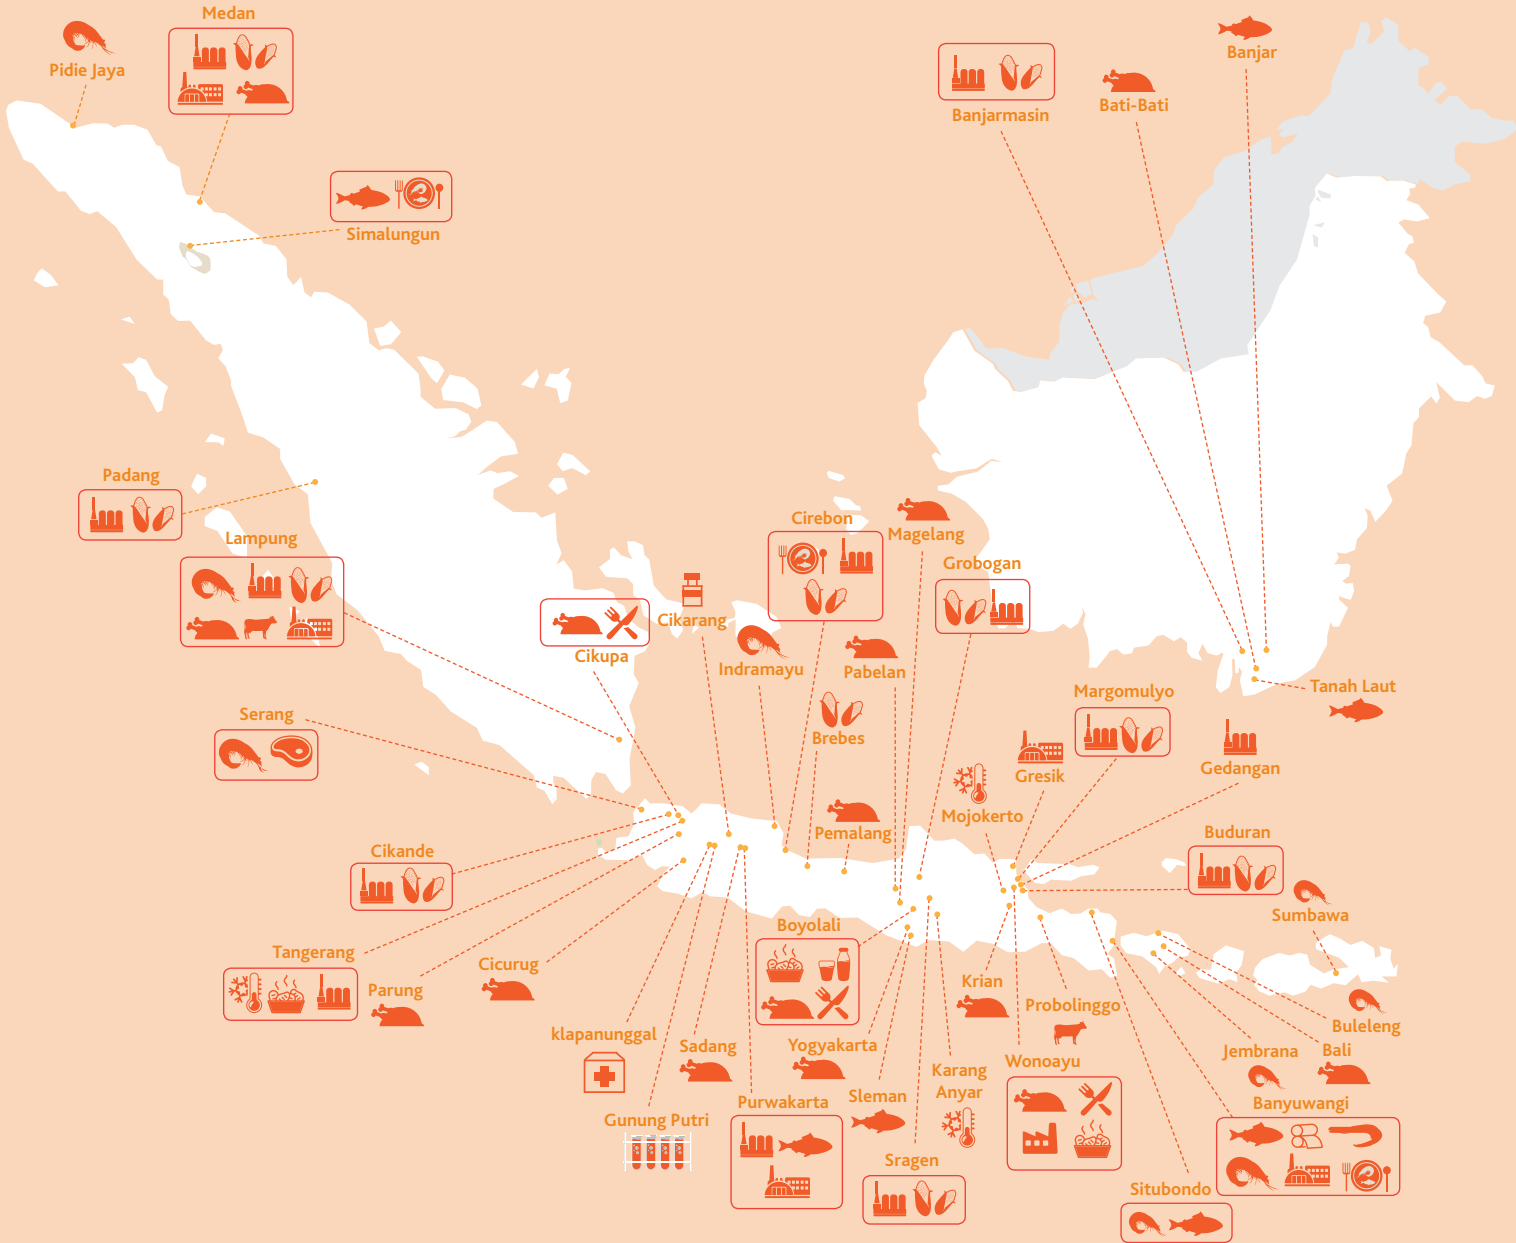 Medan
Pidie Jaya
Banjar
Bati-Bati
Banjarmasin
Simalungun
Padang
Lampung
Cirebon
Magelang
Grobogan
Cikarang
Cikupa
Indramayu
Pabelan
Tanah Laut
Margomulyo
Serang
Brebes
Gedangan
Gresik
Mojokerto
Pemalang
Buduran
Cikande
Sumbawa
Boyolali
Tangerang
Cicurug
Parung
Krian
Probolinggo
Buleleng
klapanunggal
Sadang
Yogyakarta
Jembrana
Bali
Wonoayu
Karang
Anyar
Sleman
Purwakarta
Banyuwangi
Gunung Putri
Sragen
Situbondo